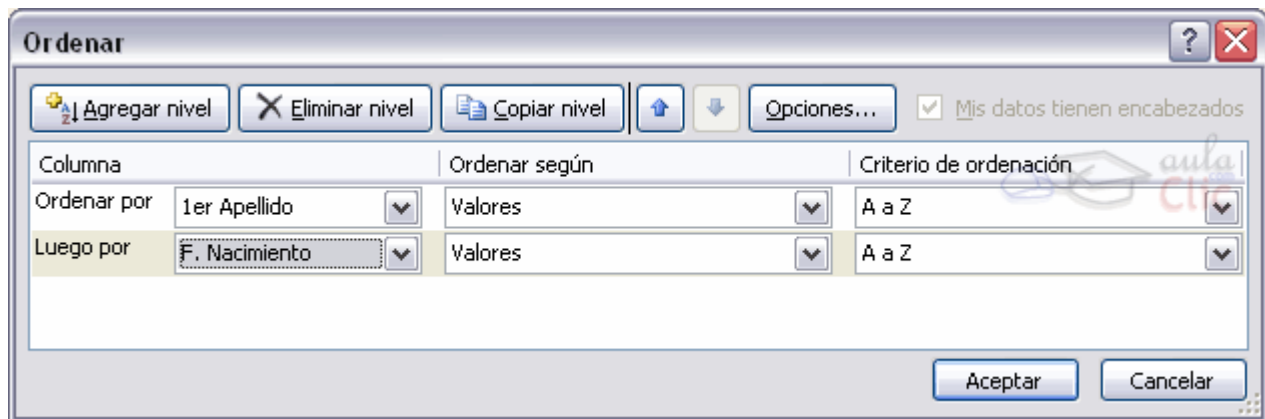 Ordenar
Agregar nivel Eliminar nivel Copiar nivel Opciones... Mis datos tienen encabezados
Columna Ordenar según Criterio de ordenación
Ordenar por 1er Apellido Valores A a Z
Luego por F. Nacimiento Valores A a Z
Aceptar Cancelar
aula
Clic